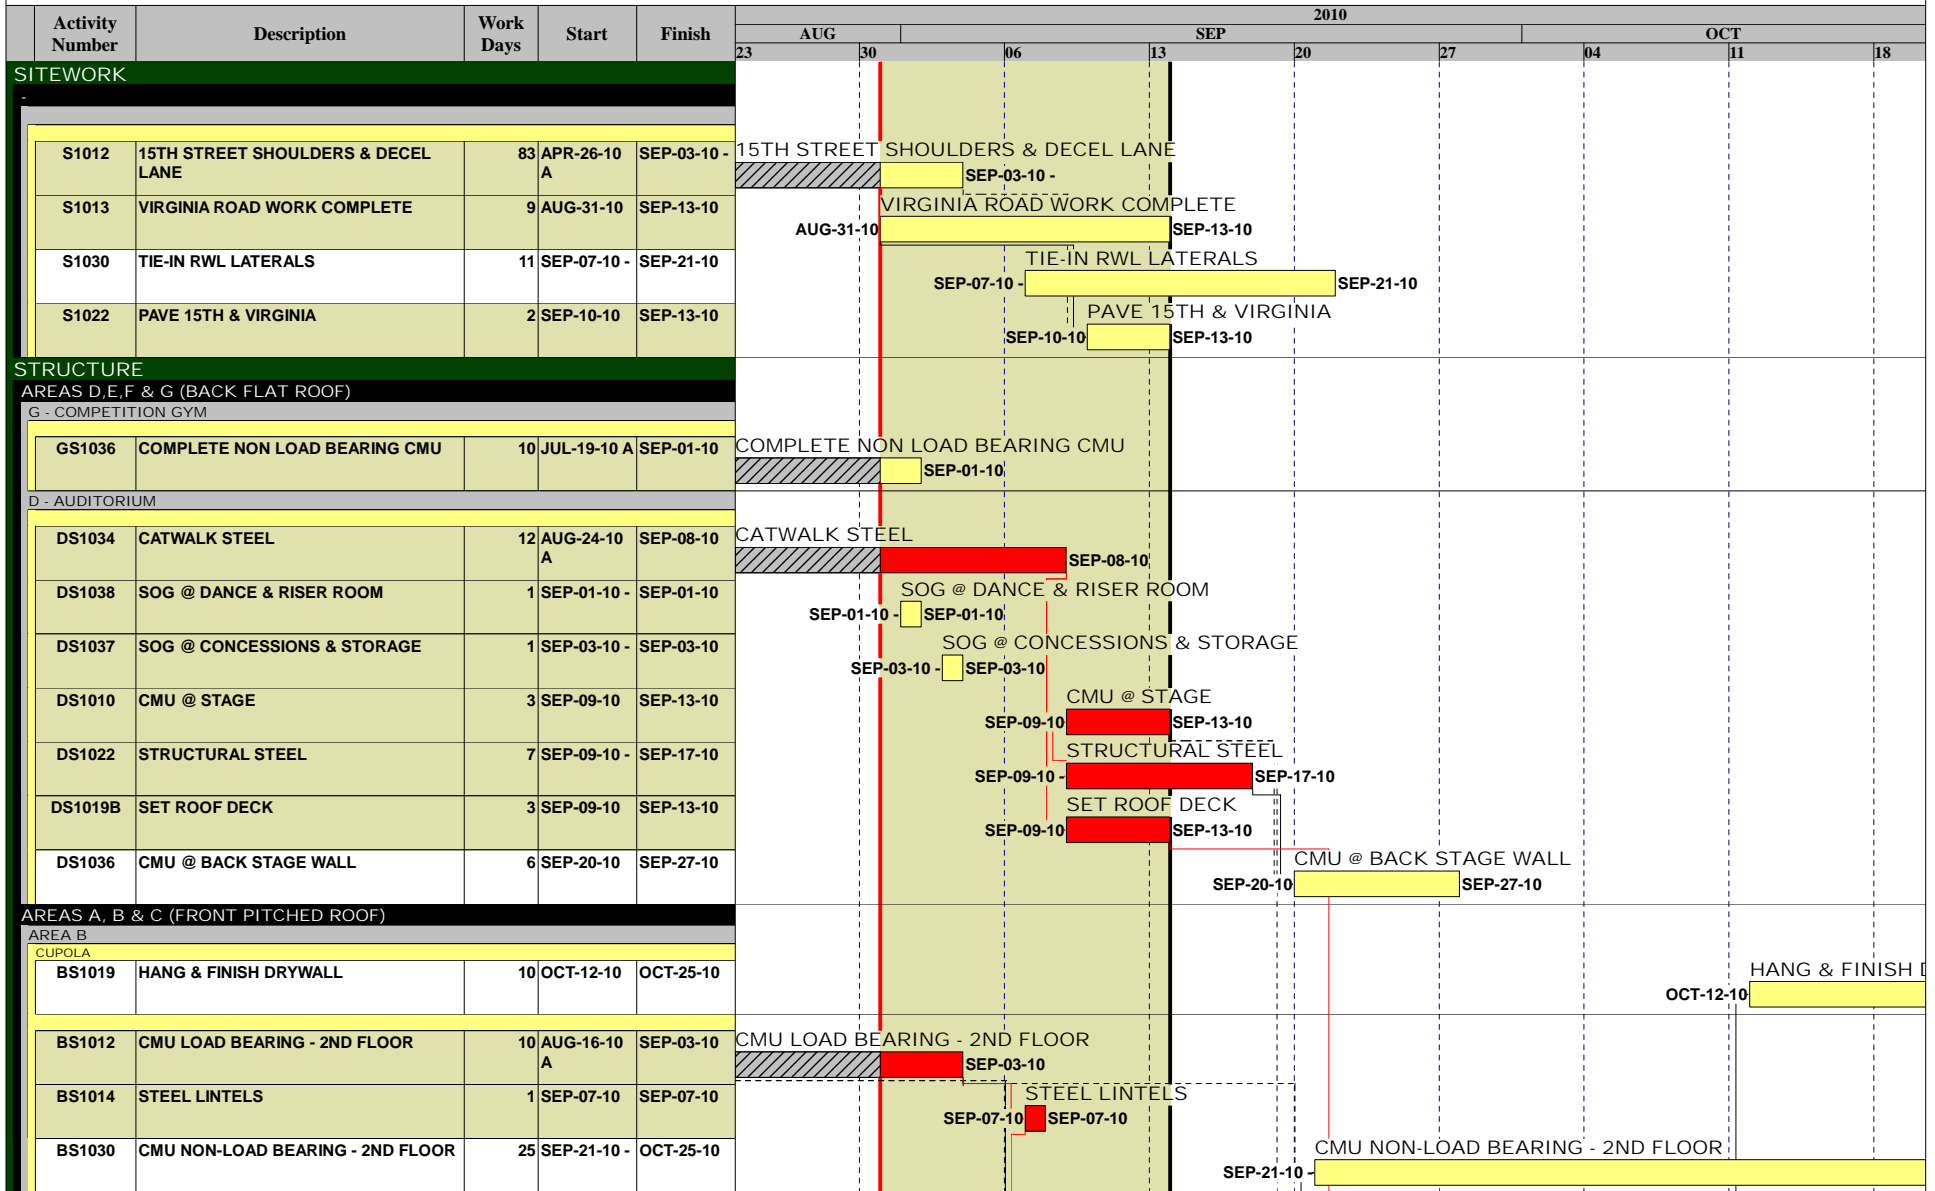 2010
Activity Number Description Work Days Start Finish AUG SEP OCT
23 30 06 13 20 27 04 11 18
SITEWORK
-
S1012 15TH STREET SHOULDERS & DECEL LANE 83 APR-26-10 A SEP-03-10 - 15TH STREET SHOULDERS & DECEL LANE
SEP-03-10 -
S1013 VIRGINIA ROAD WORK COMPLETE 9 AUG-31-10 SEP-13-10 VIRGINIA ROAD WORK COMPLETE
AUG-31-10 SEP-13-10
S1030 TIE-IN RWL LATERALS 11 SEP-07-10 - SEP-21-10 TIE-IN RWL LATERALS
SEP-07-10 - SEP-21-10
S1022 PAVE 15TH & VIRGINIA 2 SEP-10-10 SEP-13-10 PAVE 15TH & VIRGINIA
SEP-10-10 SEP-13-10
STRUCTURE
AREAS D,E,F & G (BACK FLAT ROOF)
G - COMPETITION GYM
GS1036 COMPLETE NON LOAD BEARING CMU 10 JUL-19-10 A SEP-01-10 COMPLETE NON LOAD BEARING CMU
SEP-01-10
D - AUDITORIUM
DS1034 CATWALK STEEL 12 AUG-24-10 A SEP-08-10 CATWALK STEEL
SEP-08-10
DS1038 SOG @ DANCE & RISER ROOM 1 SEP-01-10 - SEP-01-10 SOG @ DANCE & RISER ROOM
SEP-01-10 - SEP-01-10
DS1037 SOG @ CONCESSIONS & STORAGE 1 SEP-03-10 - SEP-03-10 SOG @ CONCESSIONS & STORAGE
SEP-03-10 - SEP-03-10
DS1010 CMU @ STAGE 3 SEP-09-10 SEP-13-10 CMU @ STAGE
SEP-09-10 SEP-13-10
DS1022 STRUCTURAL STEEL 7 SEP-09-10 - SEP-17-10 STRUCTURAL STEEL
SEP-09-10 - SEP-17-10
DS1019B SET ROOF DECK 3 SEP-09-10 SEP-13-10 SET ROOF DECK
SEP-09-10 SEP-13-10
DS1036 CMU @ BACK STAGE WALL 6 SEP-20-10 SEP-27-10 CMU @ BACK STAGE WALL
SEP-20-10 SEP-27-10
AREAS A, B & C (FRONT PITCHED ROOF)
AREA B
CUPOLA
BS1019 HANG & FINISH DRYWALL 10 OCT-12-10 OCT-25-10 HANG & FINISH
OCT-12-10
BS1012 CMU LOAD BEARING - 2ND FLOOR 10 AUG-16-10 A SEP-03-10 CMU LOAD BEARING - 2ND FLOOR
SEP-03-10
BS1014 STEEL LINTELS 1 SEP-07-10 SEP-07-10 STEEL LINTELS
SEP-07-10 SEP-07-10
BS1030 CMU NON-LOAD BEARING - 2ND FLOOR 25 SEP-21-10 - OCT-25-10 CMU NON-LOAD BEARING - 2ND FLOOR
SEP-21-10 -